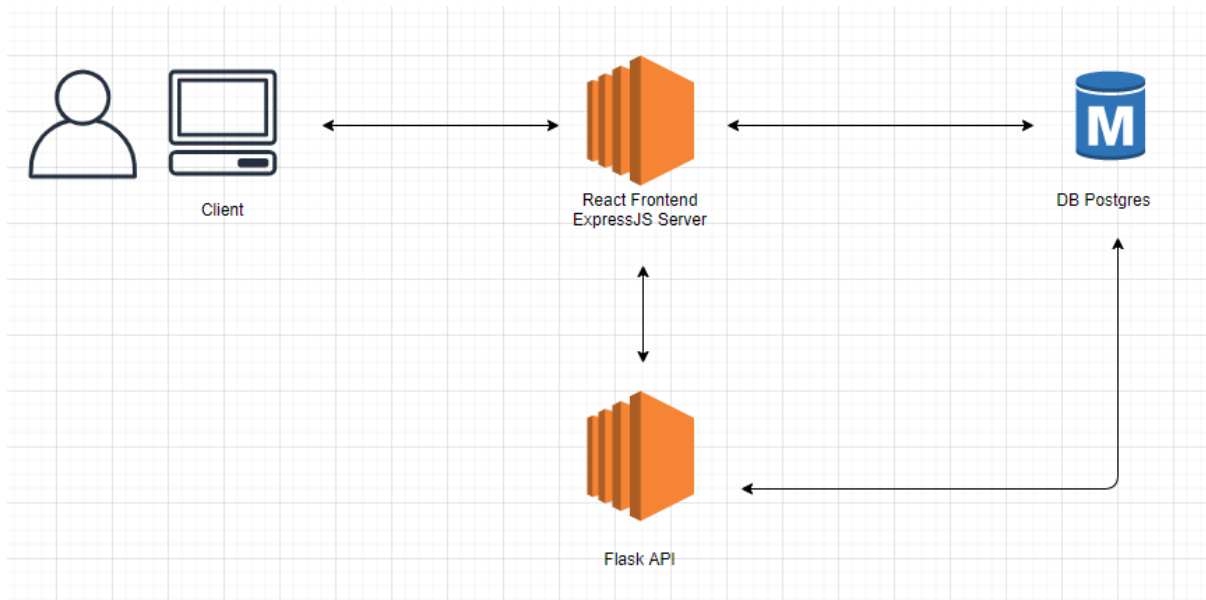 M
Client
React Frontend
ExpressJS Server
DB Postgres
Flask API